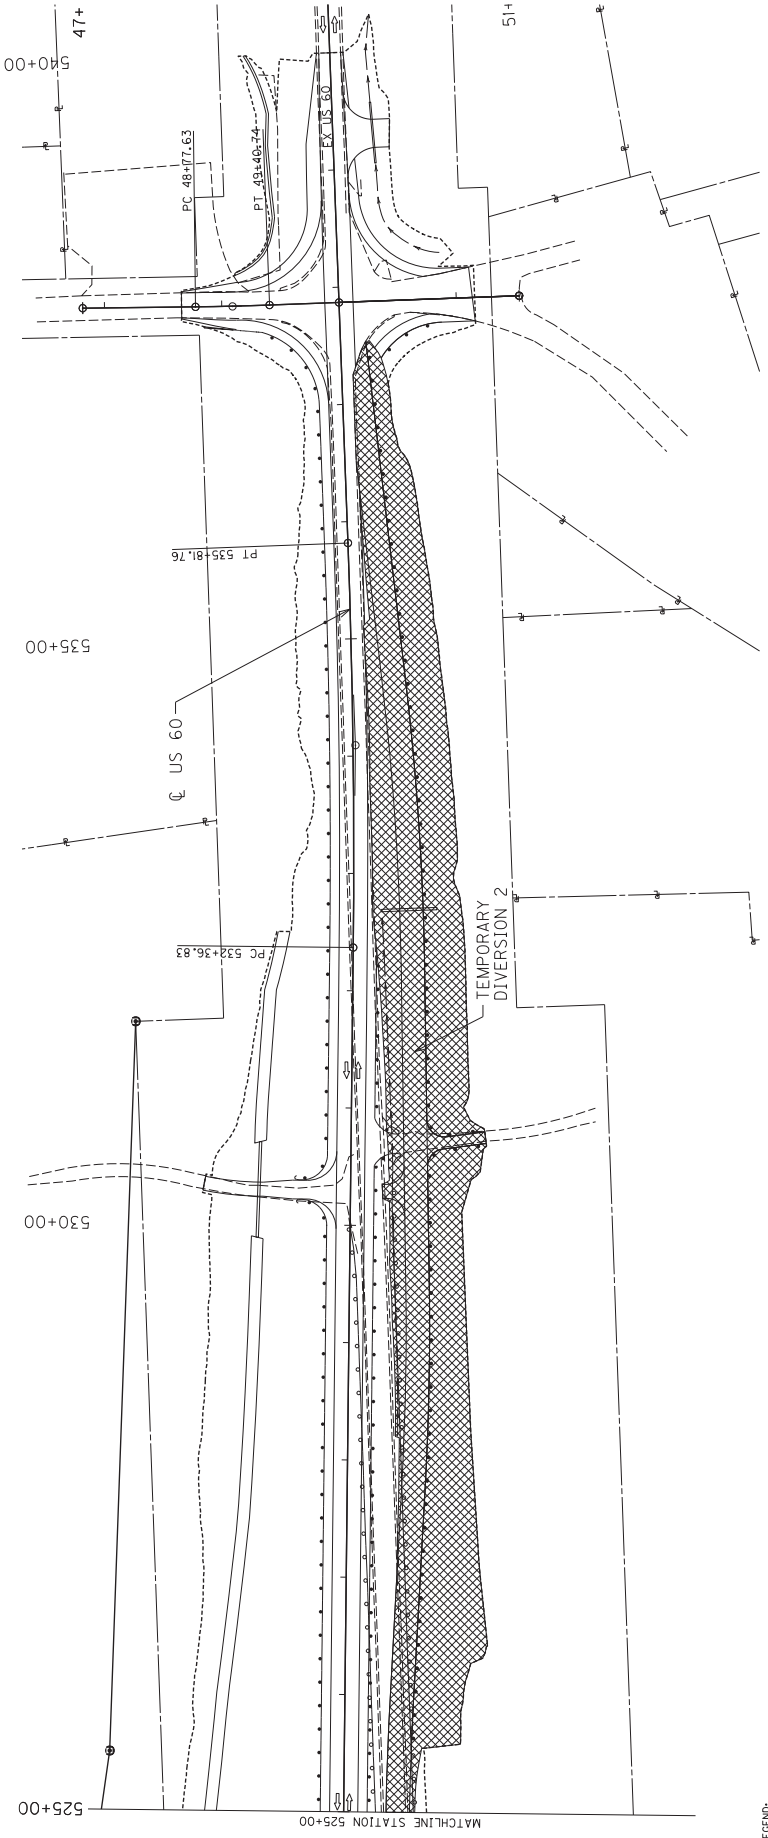 47+
51+
540+00
EX US 60
PC 48+77.63
PT 49+40.74
PT 535+81.76
535+00
℄ US 60
PC 532+36.83
TEMPORARY
DIVERSION 2
530+00
525+00
MATCHLINE STATION 525+00